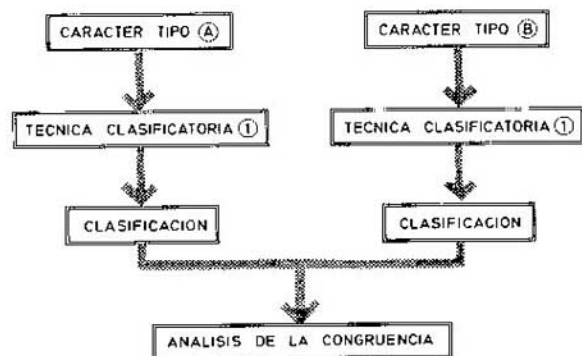 CARACTER TIPO Ⓐ
CARACTER TIPO Ⓑ
TECNICA CLASIFICATORIA ①
TECNICA CLASIFICATORIA ①
CLASIFICACION
CLASIFICACION
ANALISIS DE LA CONGRUENCIA